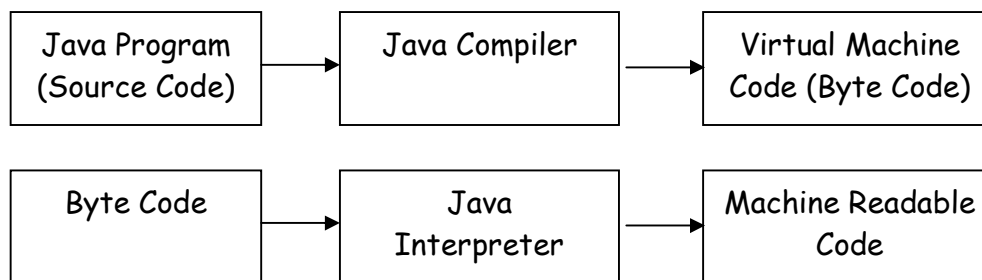 Java Program
(Source Code)
Java Compiler
Virtual Machine
Code (Byte Code)
Byte Code
Java
Interpreter
Machine Readable
Code